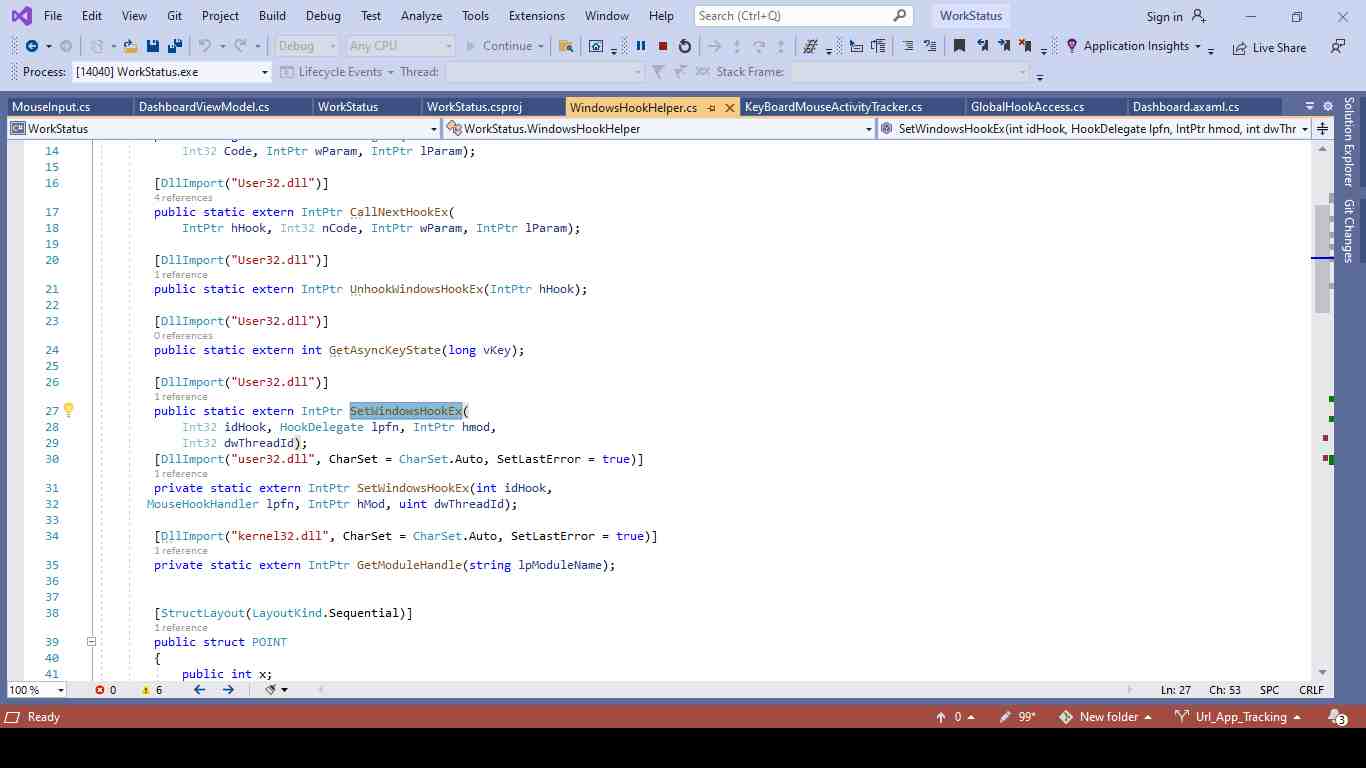 File Edit View Git Project Build Debug Test Analyze Tools Extensions Window Help Search (Ctrl+Q) WorkStatus Sign in
Debug Any CPU Continue Application Insights Live Share
Process: [14040] WorkStatus.exe Lifecycle Events Thread: Stack Frame:
MouseInput.cs DashboardViewModel.cs WorkStatus WorkStatus.csproj WindowsHookHelper.cs KeyBoardMouseActivityTracker.cs GlobalHookAccess.cs Dashboard.axaml.cs
WorkStatus WorkStatus.WindowsHookHelper SetWindowsHookEx(int idHook, HookDelegate lpfn, IntPtr hmod, int dwThr
Solution Explorer
Git Changes
14 Int32 Code, IntPtr wParam, IntPtr lParam);
15
16 [DllImport("User32.dll")]
4 references
17 public static extern IntPtr CallNextHookEx(
18 IntPtr hHook, Int32 nCode, IntPtr wParam, IntPtr lParam);
19
20 [DllImport("User32.dll")]
1 reference
21 public static extern IntPtr UnhookWindowsHookEx(IntPtr hHook);
22
23 [DllImport("User32.dll")]
0 references
24 public static extern int GetAsyncKeyState(long vKey);
25
26 [DllImport("User32.dll")]
1 reference
27 public static extern IntPtr SetWindowsHookEx(
28 Int32 idHook, HookDelegate lpfn, IntPtr hmod,
29 Int32 dwThreadId);
30 [DllImport("user32.dll", CharSet = CharSet.Auto, SetLastError = true)]
1 reference
31 private static extern IntPtr SetWindowsHookEx(int idHook,
32 MouseHookHandler lpfn, IntPtr hMod, uint dwThreadId);
33
34 [DllImport("kernel32.dll", CharSet = CharSet.Auto, SetLastError = true)]
1 reference
35 private static extern IntPtr GetModuleHandle(string lpModuleName);
36
37
38 [StructLayout(LayoutKind.Sequential)]
1 reference
39 public struct POINT
40 {
41 public int x;
100 % 0 6 Ln: 27 Ch: 53 SPC CRLF
Ready 0 99* New folder Url_App_Tracking 3